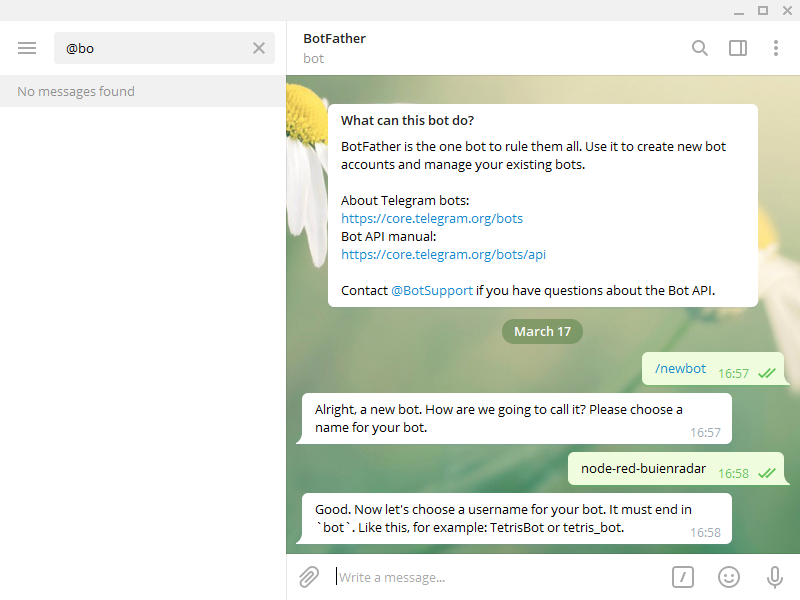 @bo
No messages found
BotFather
bot
What can this bot do?
BotFather is the one bot to rule them all. Use it to create new bot
accounts and manage your existing bots.
About Telegram bots:
https://core.telegram.org/bots
Bot API manual:
https://core.telegram.org/bots/api
Contact @BotSupport if you have questions about the Bot API.
March 17
/newbot 16:57
Alright, a new bot. How are we going to call it? Please choose a
name for your bot.
16:57
node-red-buienradar 16:58
Good. Now let's choose a username for your bot. It must end in
`bot`. Like this, for example: TetrisBot or tetris_bot.
16:58
Write a message...